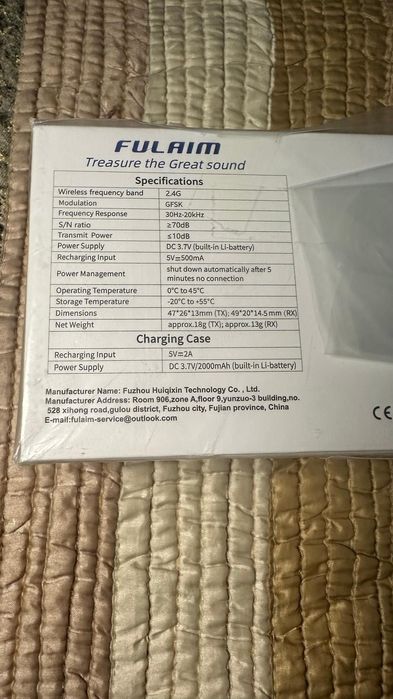 FULAIM
Treasure the Great sound
Specifications
Wireless frequency band 2.4G
Modulation GFSK
Frequency Response 30Hz-20kHz
S/N ratio ≥70dB
Transmit Power ≤10dB
Power Supply DC 3.7V (built-in Li-battery)
Recharging Input 5V=500mA
Power Management shut down automatically after 5
minutes no connection
Operating Temperature 0°C to 45°C
Storage Temperature -20°C to +55°C
Dimensions 47*26*13mm (TX); 49*20*14.5 mm (RX)
Net Weight approx.18g (TX); approx.13g (RX)
Charging Case
Recharging Input 5V=2A
Power Supply DC 3.7V/2000mAh (built-in Li-battery)
Manufacturer Name: Fuzhou Huiqixin Technology Co. , Ltd.
Manufacturer Address: Room 906,zone A,floor 9,yunzuo-3 building,no.
528 xihong road,gulou district, Fuzhou city, Fujian province, China
E-mail:fulaim-service@outlook.com
CE